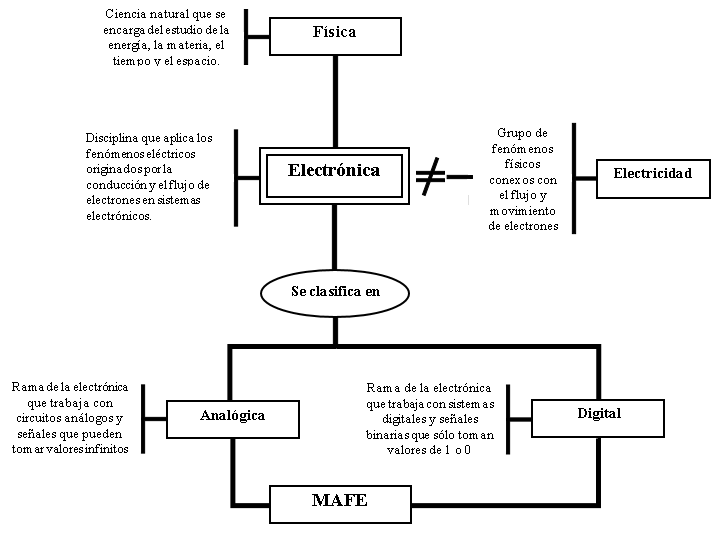 Ciencia natural que se
encarga del estudio de la
energía, la materia, el
tiempo y el espacio.
Física
Disciplina que aplica los
fenómenos eléctricos
originados por la
conducción y el flujo de
electrones en sistemas
electrónicos.
Electrónica
≠
Grupo de
fenómenos
físicos
conexos con
el flujo y
movimiento
de electrones
Electricidad
Se clasifica en
Rama de la electrónica
que trabaja con
circuitos análogos y
señales que pueden
tomar valores infinitos
Analógica
Rama de la electrónica
que trabaja con sistemas
digitales y señales
binarias que sólo toman
valores de 1 o 0
Digital
MAFE